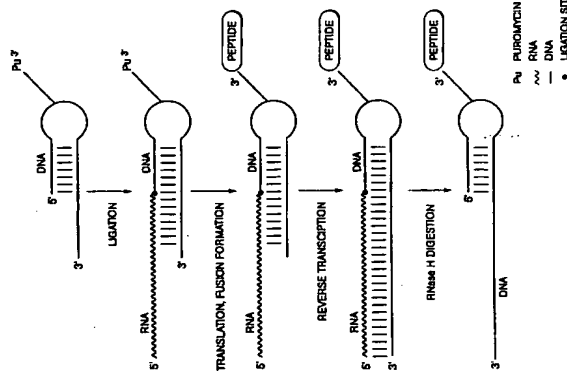 5' DNA Pu 3'
3'
LIGATION
RNA DNA Pu 3'
5'
3'
TRANSLATION, FUSION FORMATION
RNA DNA PEPTIDE
5' 3'
REVERSE TRANSCIPTION
RNA DNA PEPTIDE
5' 3'
3'
RNase H DIGESTION
5' PEPTIDE
3'
3' DNA
Pu PUROMYCIN
RNA
DNA
LIGATION SIT